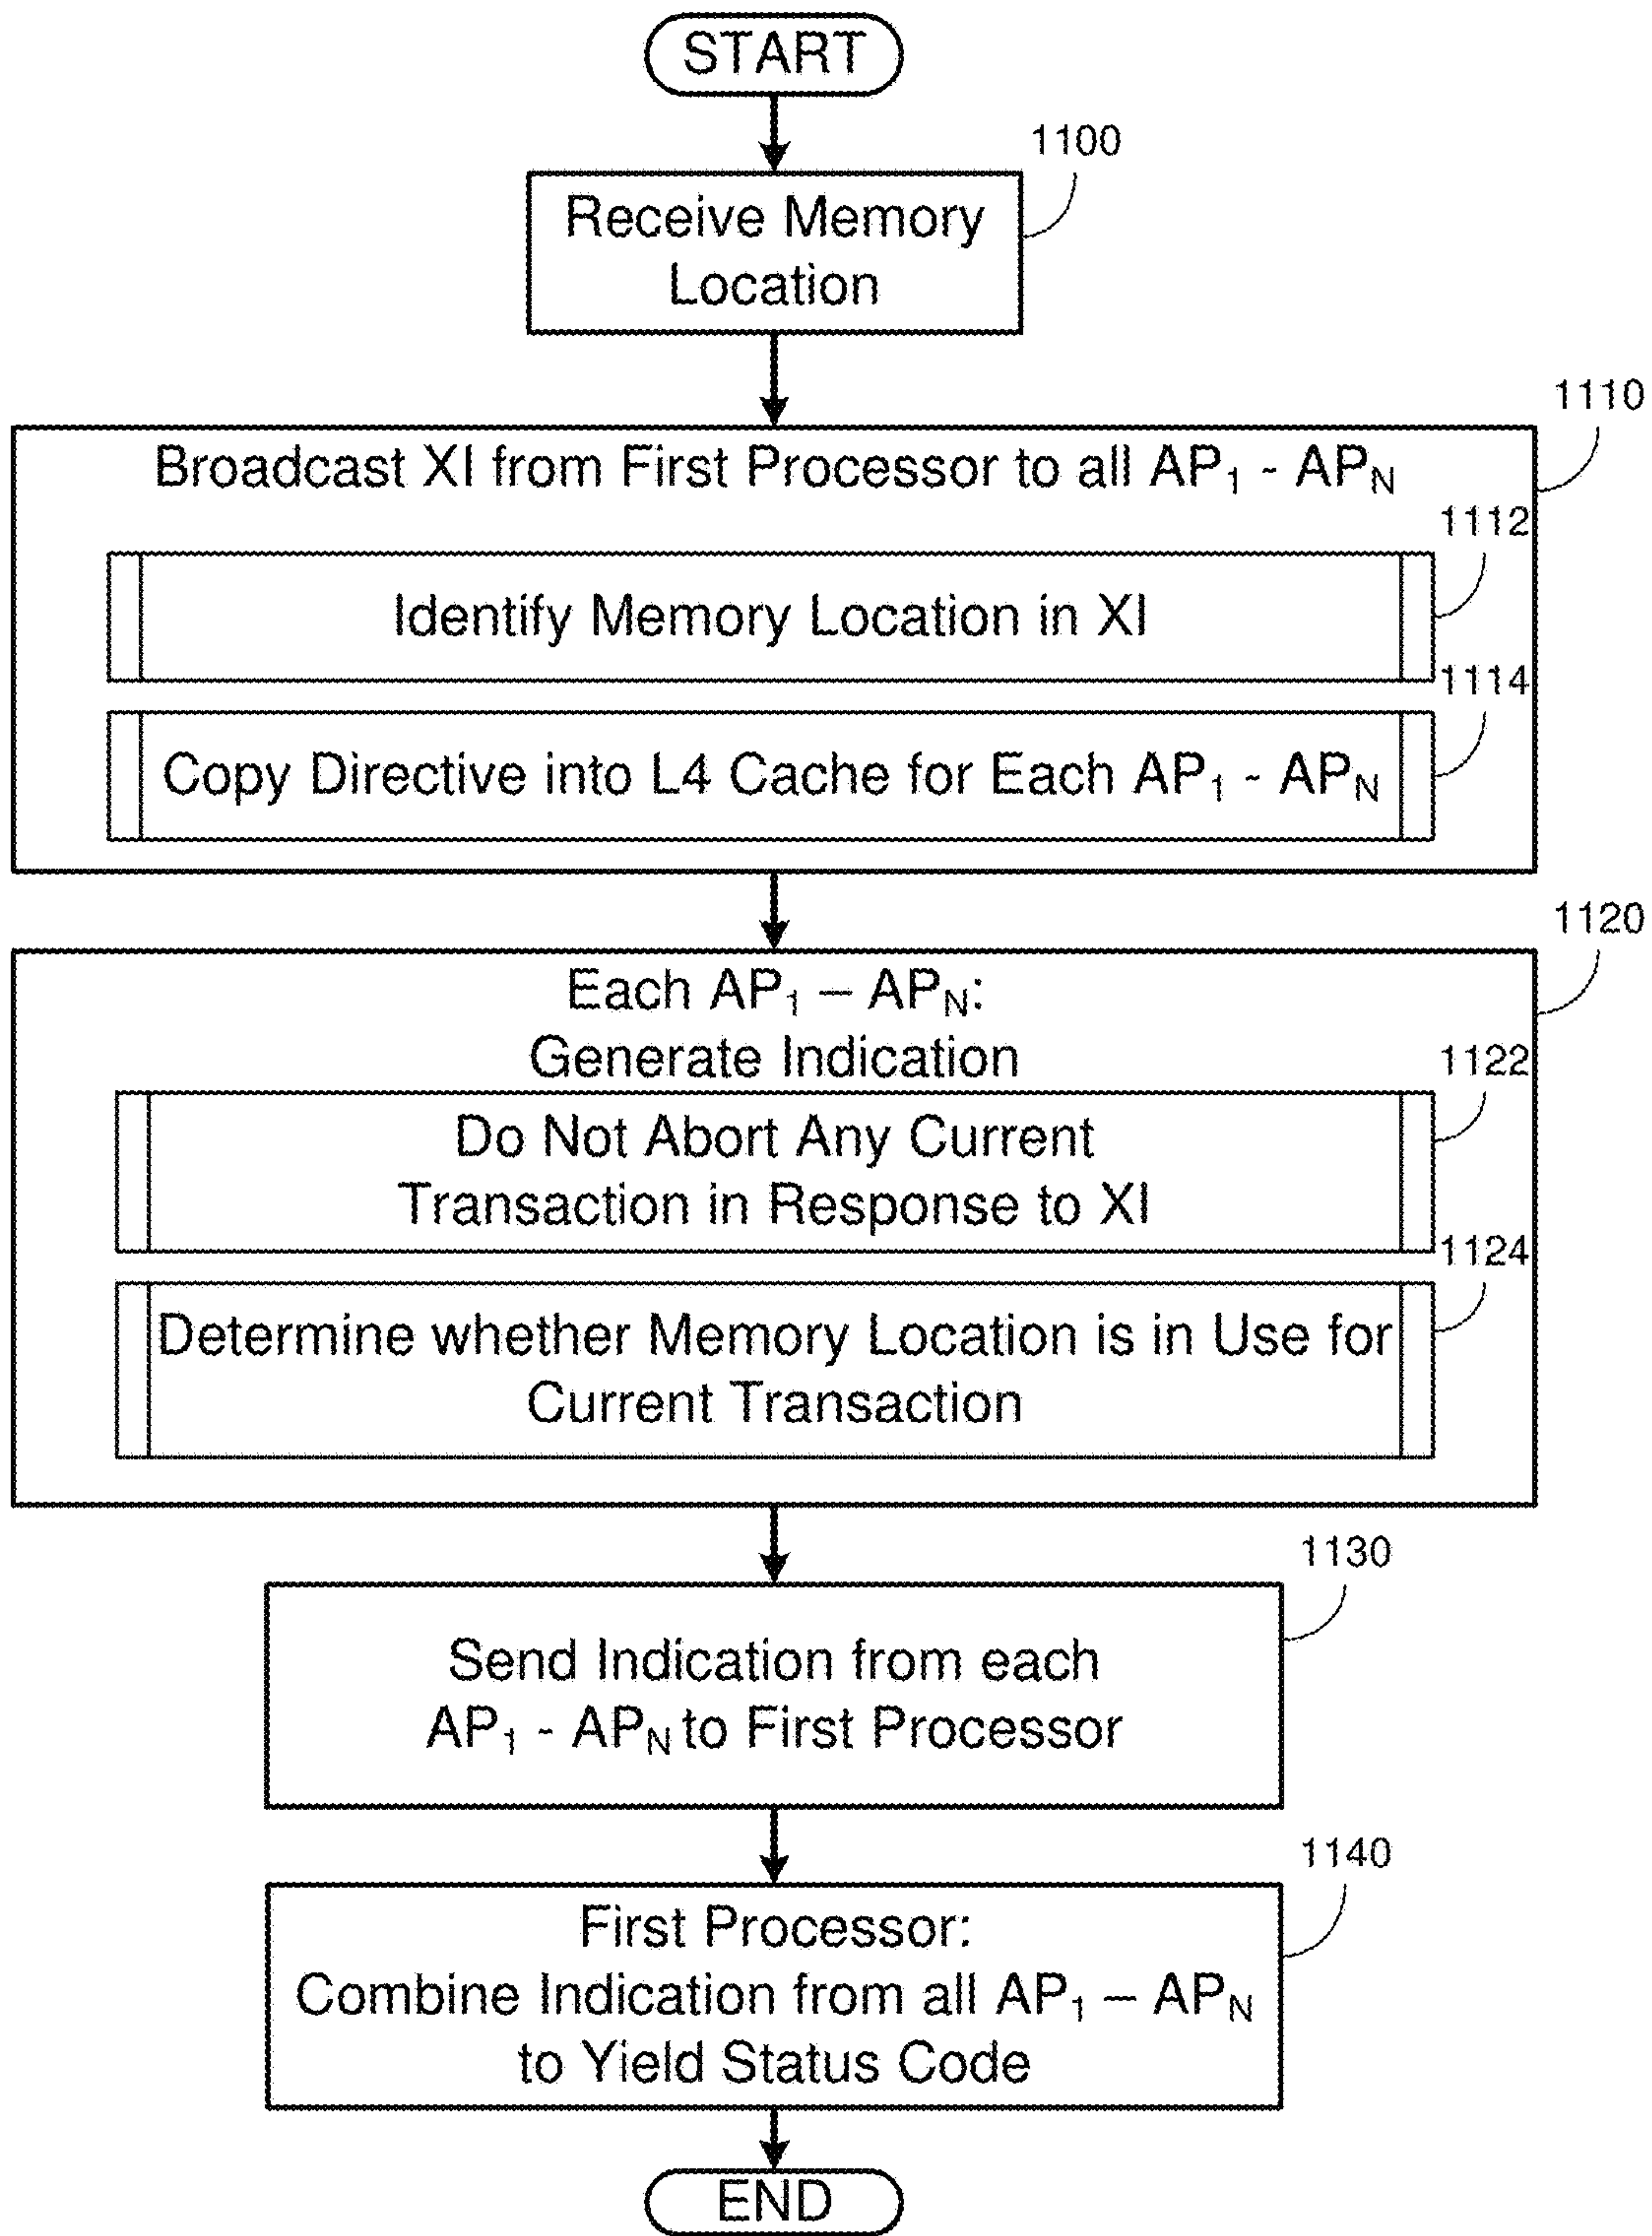 START
1100
Receive Memory
Location
1110
Broadcast XI from First Processor to all AP₁ - APN
1112
Identify Memory Location in XI
1114
Copy Directive into L4 Cache for Each AP₁ - APN
1120
Each AP₁ – APN:
Generate Indication
1122
Do Not Abort Any Current
Transaction in Response to XI
1124
Determine whether Memory Location is in Use for
Current Transaction
1130
Send Indication from each
AP₁ - APN to First Processor
1140
First Processor:
Combine Indication from all AP₁ – APN
to Yield Status Code
END